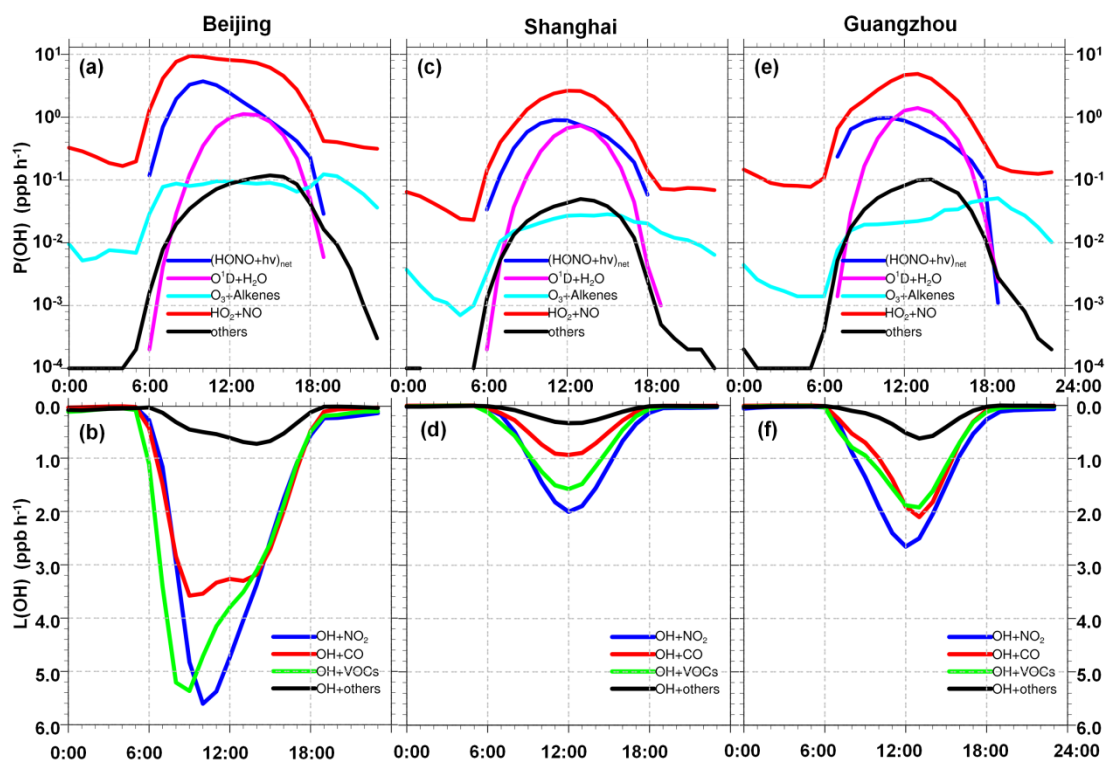 Beijing Shanghai Guangzhou
(a) (c) (e)
P(OH) (ppb h⁻¹)
10¹
10⁰
10⁻¹
10⁻²
10⁻³
10⁻⁴
(HONO+hv)net
O¹D+H₂O
O₃+Alkenes
HO₂+NO
others
(HONO+hv)net
O¹D+H₂O
O₃+Alkenes
HO₂+NO
others
(HONO+hv)net
O¹D+H₂O
O₃+Alkenes
HO₂+NO
others
10¹
10⁰
10⁻¹
10⁻²
10⁻³
10⁻⁴
0:00 6:00 12:00 18:00 0:00 6:00 12:00 18:00 0:00 6:00 12:00 18:00 24:00
(b) (d) (f)
L(OH) (ppb h⁻¹)
0.0
1.0
2.0
3.0
4.0
5.0
6.0
OH+NO₂
OH+CO
OH+VOCs
OH+others
OH+NO₂
OH+CO
OH+VOCs
OH+others
OH+NO₂
OH+CO
OH+VOCs
OH+others
0.0
1.0
2.0
3.0
4.0
5.0
6.0
0:00 6:00 12:00 18:00 0:00 6:00 12:00 18:00 0:00 6:00 12:00 18:00 24:00